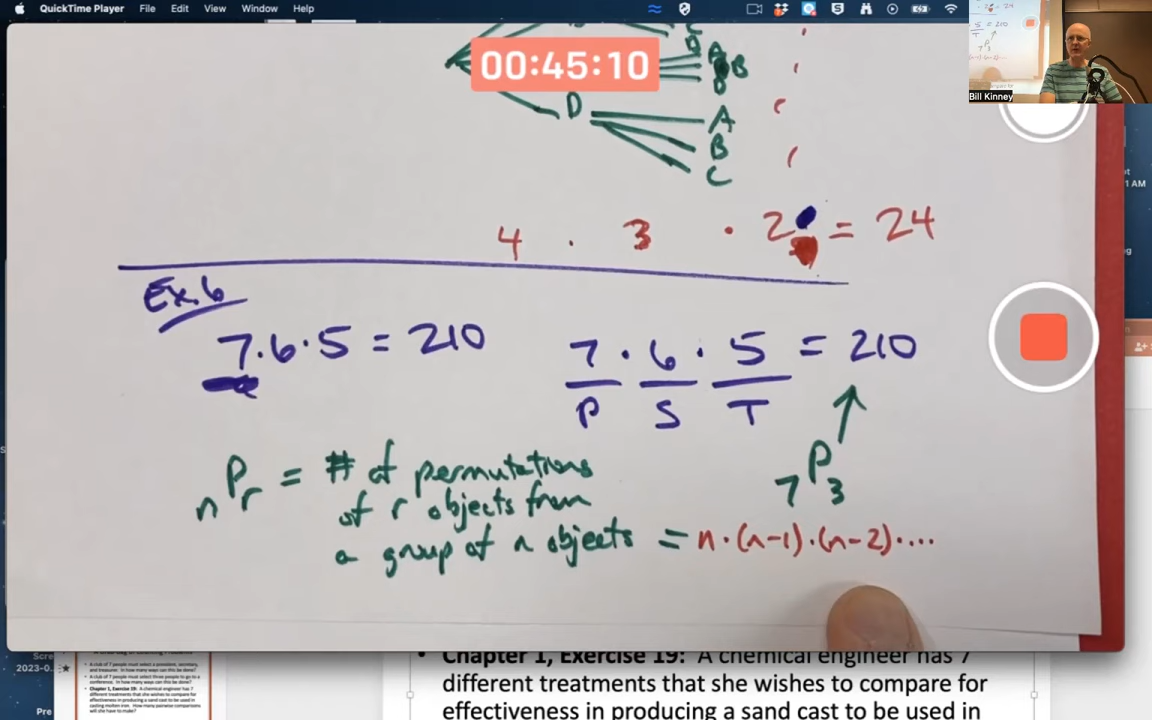 QuickTime Player File Edit View Window Help
00:45:10
Bill Kinney
B
D A
B
C
4 · 3 · 2 = 24
Ex. 6
7·6·5 = 210
7 · 6 · 5 = 210
P S T
7P3
nPr = # of permutations
of r objects from
a group of n objects = n·(n-1)·(n-2)·...
Chapter 1, Exercise 19: A chemical engineer has 7
different treatments that she wishes to compare for
effectiveness in producing a sand cast to be used in